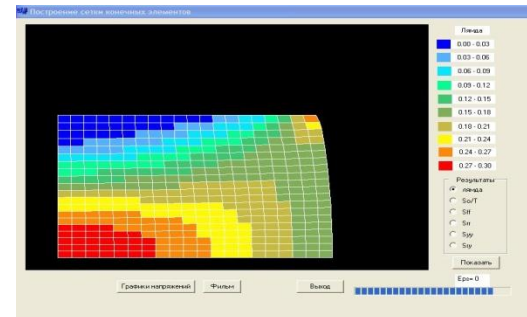 Построение сеток конечных элементов
Лямда
0.00 - 0.03
0.03 - 0.06
0.06 - 0.09
0.09 - 0.12
0.12 - 0.15
0.15 - 0.18
0.18 - 0.21
0.21 - 0.24
0.24 - 0.27
0.27 - 0.30
Результаты
лямда
So/T
Sff
Srr
Syy
Sry
Показать
Eps= 0
Графики напряжений Фильм Выход